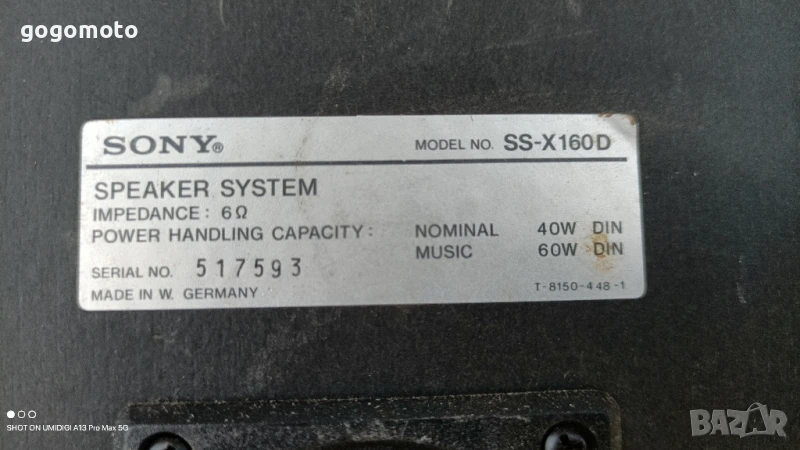 gogomoto
SONY®
MODEL NO. SS-X160D
SPEAKER SYSTEM
IMPEDANCE: 6Ω
POWER HANDLING CAPACITY: NOMINAL 40W DIN
MUSIC 60W DIN
SERIAL NO. 517593
MADE IN W. GERMANY
T-8150-448-1
SHOT ON UMIDIGI A13 Pro Max 5G
BAZAR